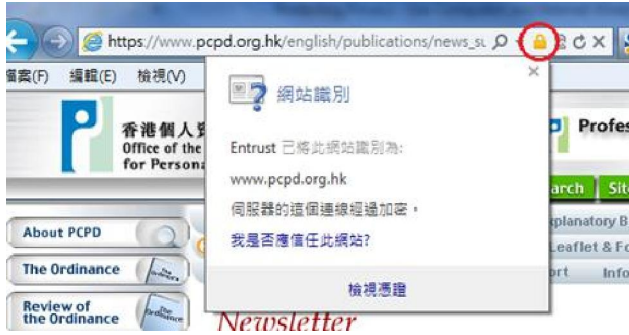 https://www.pcpd.org.hk/english/publications/news_su
檔案(F) 編輯(E) 檢視(V)
網站識別
Entrust 已將此網站識別為:
www.pcpd.org.hk
伺服器的這個連線經過加密。
我是否應信任此網站?
檢視憑證
香港個人資
Office of the
for Persona
Profes
arch Site
xplanatory B
Leaflet & Fo
ort Info
About PCPD
The Ordinance
Review of
the Ordinance
Newsletter